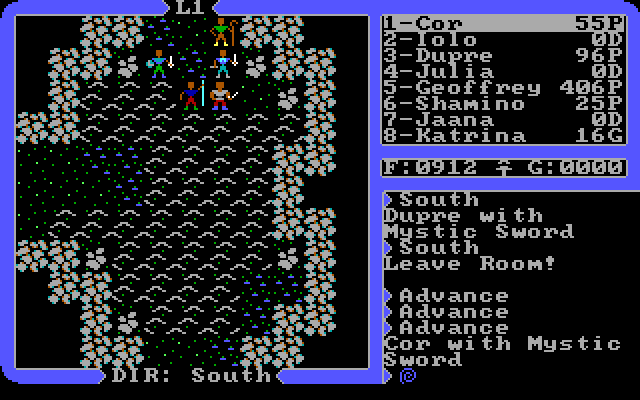 L1
1-Cor 55P
2-Iolo 0D
3-Dupre 96P
4-Julia 0D
5-Geoffrey 406P
6-Shamino 25P
7-Jaana 0D
8-Katrina 16G
F:0912 G:0000
South
Dupre with
Mystic Sword
South
Leave Room!
Advance
Advance
Advance
Cor with Mystic
Sword
DIR: South